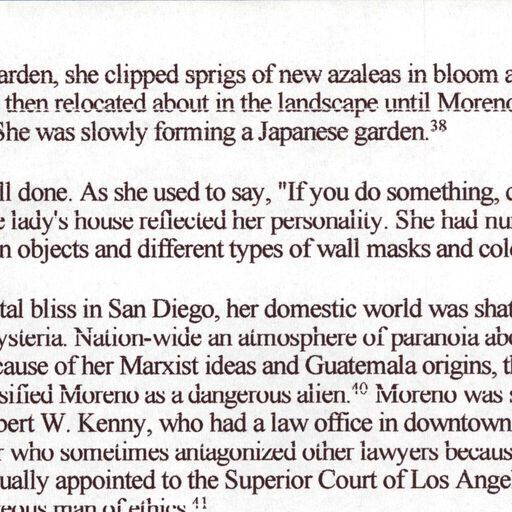 arden, she clipped sprigs of new azaleas in bloom a
then relocated about in the landscape until Moreno
She was slowly forming a Japanese garden.38
ll done. As she used to say, "If you do something, c
e lady's house reflected her personality. She had nu
n objects and different types of wall masks and colo
tal bliss in San Diego, her domestic world was shat
ysteria. Nation-wide an atmosphere of paranoia abo
cause of her Marxist ideas and Guatemala origins, t
sified Moreno as a dangerous alien.40 Moreno was s
bert W. Kenny, who had a law office in downtown
r who sometimes antagonized other lawyers becaus
ually appointed to the Superior Court of Los Ange
eous man of ethics.41